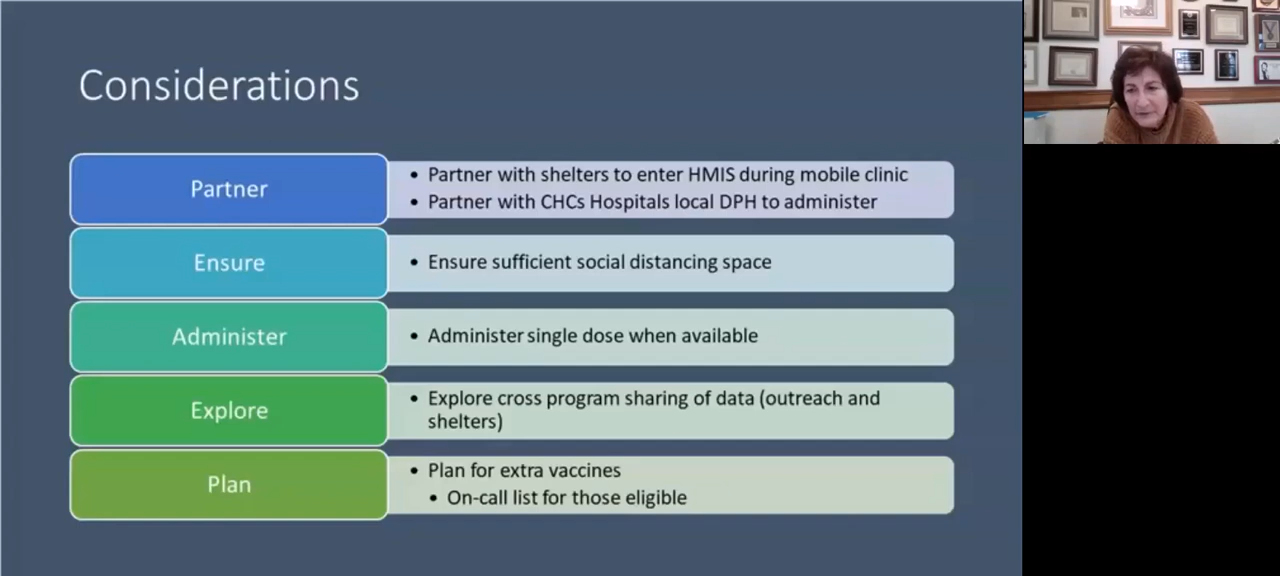 Considerations
Partner
• Partner with shelters to enter HMIS during mobile clinic
• Partner with CHCs Hospitals local DPH to administer
Ensure
• Ensure sufficient social distancing space
Administer
• Administer single dose when available
Explore
• Explore cross program sharing of data (outreach and
shelters)
Plan
• Plan for extra vaccines
• On-call list for those eligible